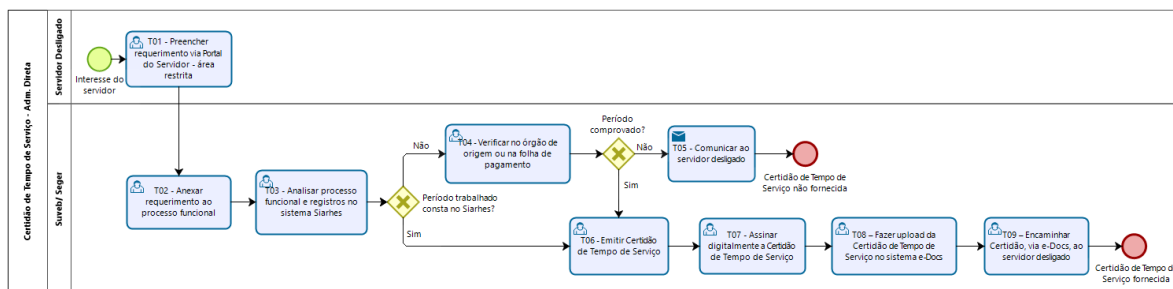 Certidão de Tempo de Serviço - Adm. Direta
Servidor Desligado
Interesse do
servidor
T01 - Preencher
requerimento via Portal
do Servidor - área
restrita
Sureb/ Seger
T02 - Anexar
requerimento ao
processo funcional
T03 - Analisar processo
funcional e registros no
sistema Siarhes
Período trabalhado
consta no Siarhes?
Não
Sim
T04 - Verificar no órgão de
origem ou na folha de
pagamento
Período
comprovado?
Não
Sim
T05 - Comunicar ao
servidor desligado
Certidão de Tempo de
Serviço não fornecida
T06 - Emitir Certidão
de Tempo de Serviço
T07 - Assinar
digitalmente a Certidão
de Tempo de Serviço
T08 – Fazer upload da
Certidão de Tempo de
Serviço no sistema e-Docs
T09 – Encaminhar
Certidão, via e-Docs, ao
servidor desligado
Certidão de Tempo de
Serviço fornecida